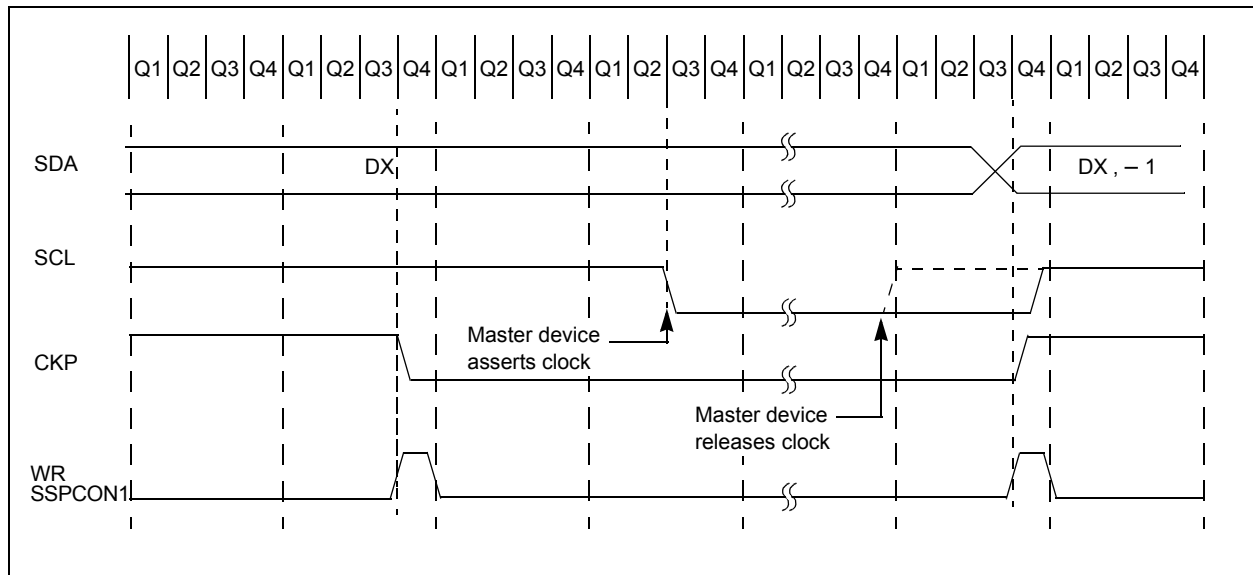 Q1 Q2 Q3 Q4 Q1 Q2 Q3 Q4 Q1 Q2 Q3 Q4 Q1 Q2 Q3 Q4 Q1 Q2 Q3 Q4 Q1 Q2 Q3 Q4 Q1 Q2 Q3 Q4
SDA
DX
DX , – 1
SCL
Master device
asserts clock
CKP
Master device
releases clock
WR
SSPCON1